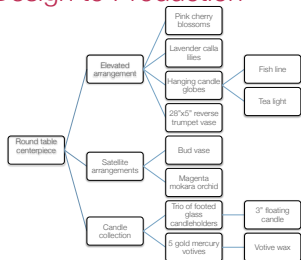 Design to Production
Pink cherry
blossoms
Lavender calla
lilies
Elevated
arrangement
Hanging candle
globes
Fish line
Tea light
28"x5" reverse
trumpet vase
Round table
centerpiece
Satellite
arrangements
Bud vase
Magenta
mokara orchid
Candle
collection
Trio of footed
glass
candleholders
3" floating
candle
5 gold mercury
votives
Votive wax